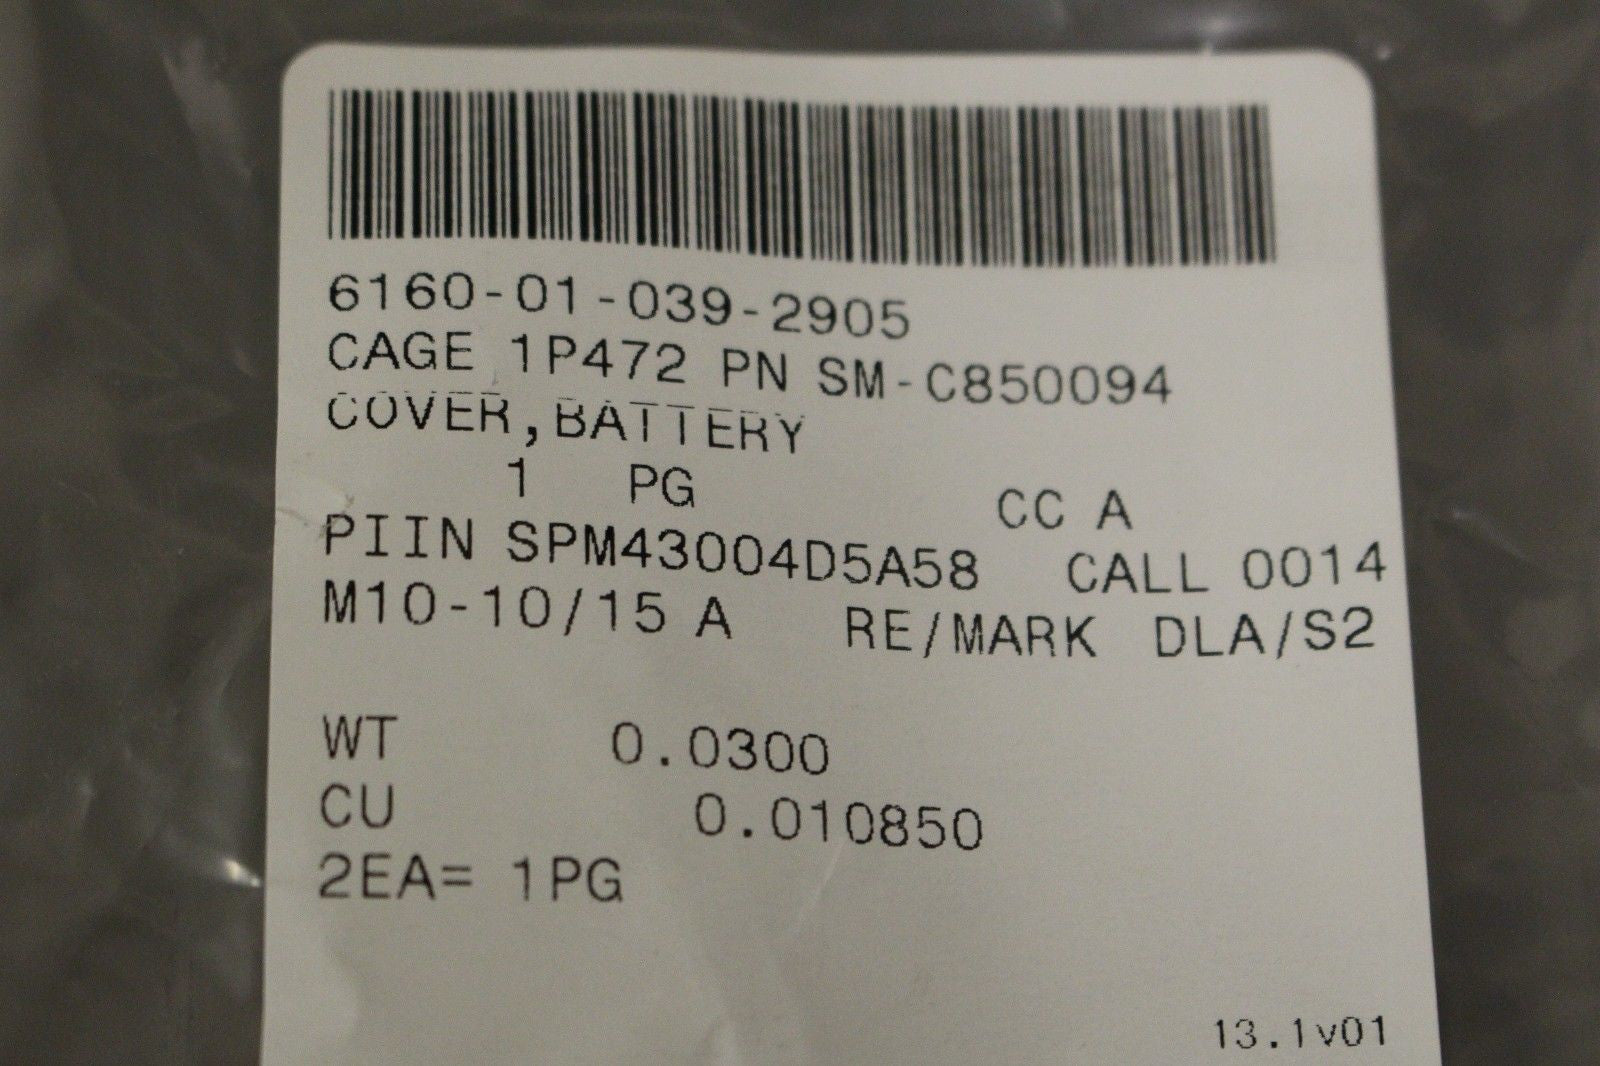 6160-01-039-2905
CAGE 1P472 PN SM-C850094
COVER,BATTERY
1 PG CC A
PIIN SPM43004D5A58 CALL 0014
M10-10/15 A RE/MARK DLA/S2
WT 0.0300
CU 0.010850
2EA= 1PG
13.1v01